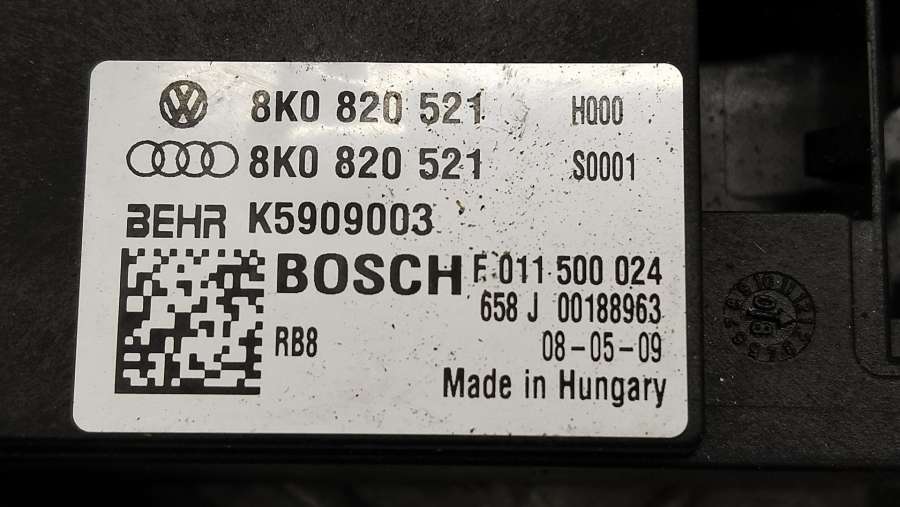 8K0 820 521 H000
8K0 820 521 S0001
BEHR K5909003
BOSCH F 011 500 024
658 J 00188963
RB8 08-05-09
Made in Hungary